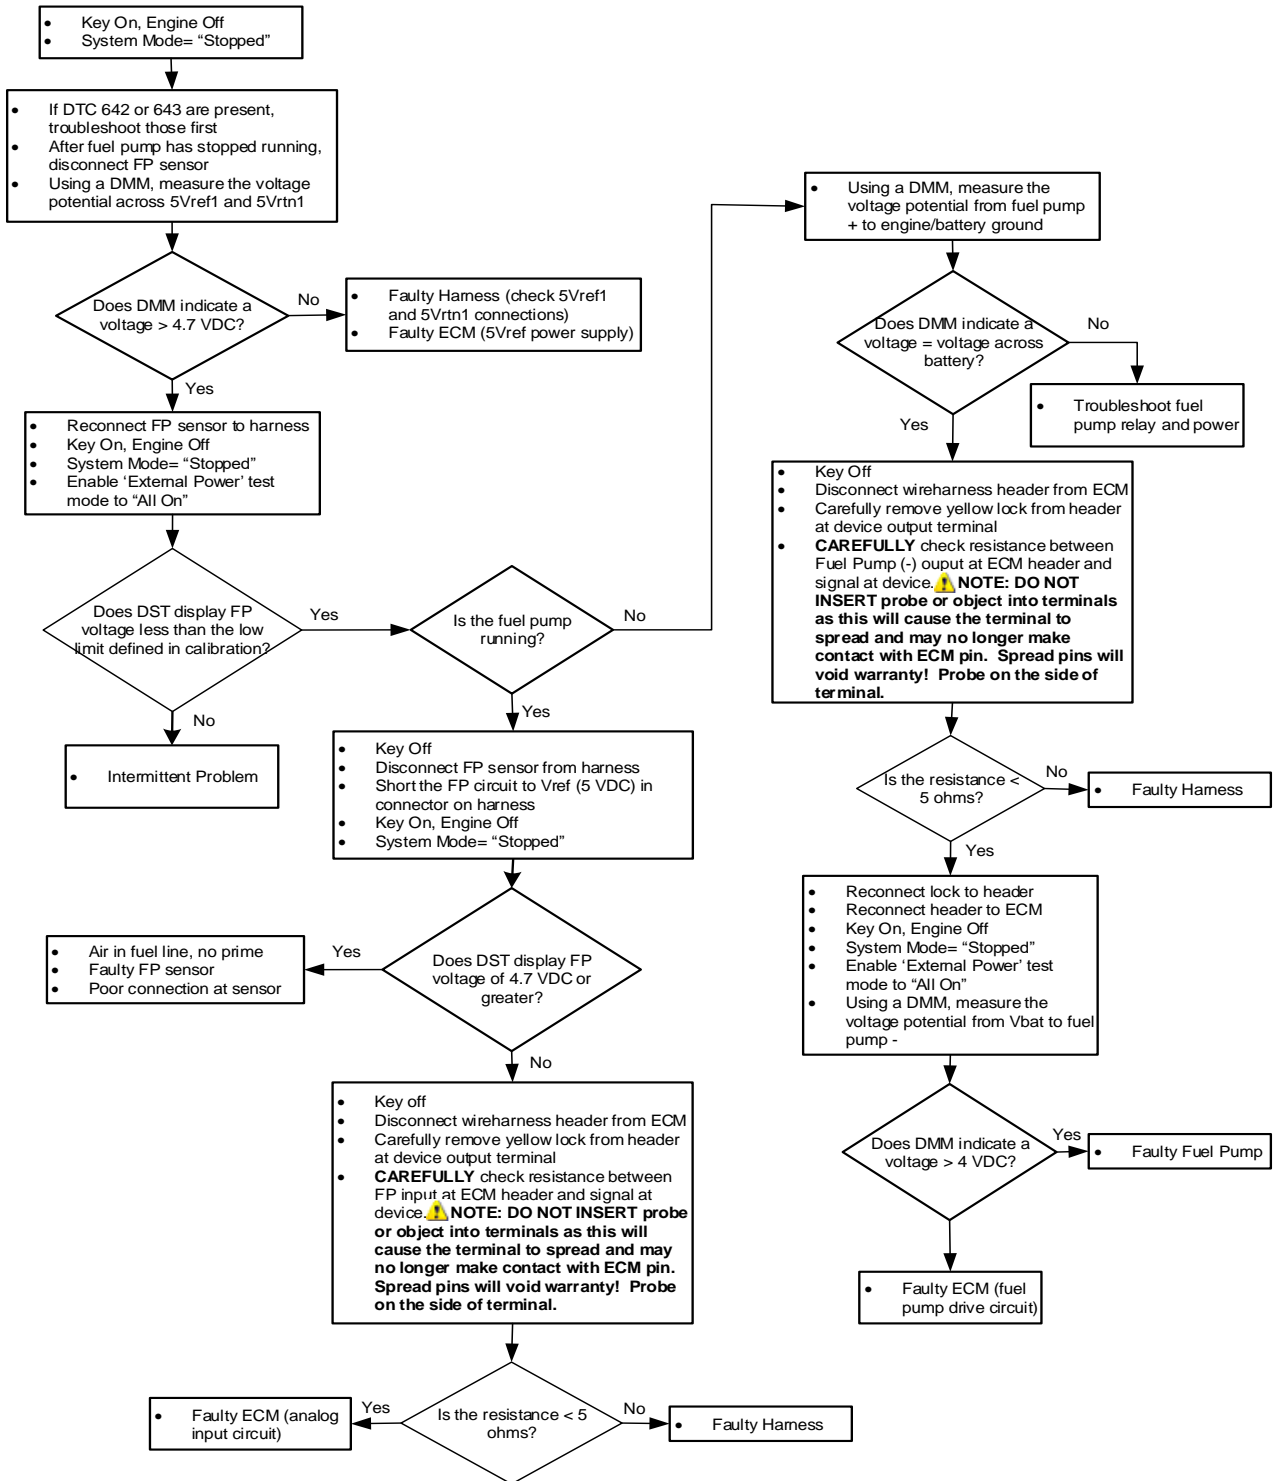 • Key On, Engine Off
• System Mode= “Stopped”
• If DTC 642 or 643 are present,
troubleshoot those first
• After fuel pump has stopped running,
disconnect FP sensor
• Using a DMM, measure the voltage
potential across 5Vref1 and 5Vrtn1
Does DMM indicate a
voltage > 4.7 VDC?
No
• Faulty Harness (check 5Vref1
and 5Vrtn1 connections)
• Faulty ECM (5Vref power supply)
Yes
• Reconnect FP sensor to harness
• Key On, Engine Off
• System Mode= “Stopped”
• Enable ‘External Power’ test
mode to “All On”
Does DST display FP
voltage less than the low
limit defined in calibration?
No
• Intermittent Problem
Yes
Is the fuel pump
running?
Yes
• Key Off
• Disconnect FP sensor from harness
• Short the FP circuit to Vref (5 VDC) in
connector on harness
• Key On, Engine Off
• System Mode= “Stopped”
Does DST display FP
voltage of 4.7 VDC or
greater?
Yes
• Air in fuel line, no prime
• Faulty FP sensor
• Poor connection at sensor
No
• Key off
• Disconnect wireharness header from ECM
• Carefully remove yellow lock from header
at device output terminal
• CAREFULLY check resistance between
FP input at ECM header and signal at
device. NOTE: DO NOT INSERT probe
or object into terminals as this will
cause the terminal to spread and may
no longer make contact with ECM pin.
Spread pins will void warranty! Probe
on the side of terminal.
Is the resistance < 5
ohms?
Yes
• Faulty ECM (analog
input circuit)
No
• Faulty Harness
No
• Using a DMM, measure the
voltage potential from fuel pump
+ to engine/battery ground
Does DMM indicate a
voltage = voltage across
battery?
No
• Troubleshoot fuel
pump relay and power
Yes
• Key Off
• Disconnect wireharness header from ECM
• Carefully remove yellow lock from header
at device output terminal
• CAREFULLY check resistance between
Fuel Pump (-) ouput at ECM header and
signal at device. NOTE: DO NOT
INSERT probe or object into terminals
as this will cause the terminal to
spread and may no longer make
contact with ECM pin. Spread pins will
void warranty! Probe on the side of
terminal.
Is the resistance <
5 ohms?
No
• Faulty Harness
Yes
• Reconnect lock to header
• Reconnect header to ECM
• Key On, Engine Off
• System Mode= “Stopped”
• Enable ‘External Power’ test
mode to “All On”
• Using a DMM, measure the
voltage potential from Vbat to fuel
pump -
Does DMM indicate a
voltage > 4 VDC?
Yes
• Faulty Fuel Pump
• Faulty ECM (fuel
pump drive circuit)